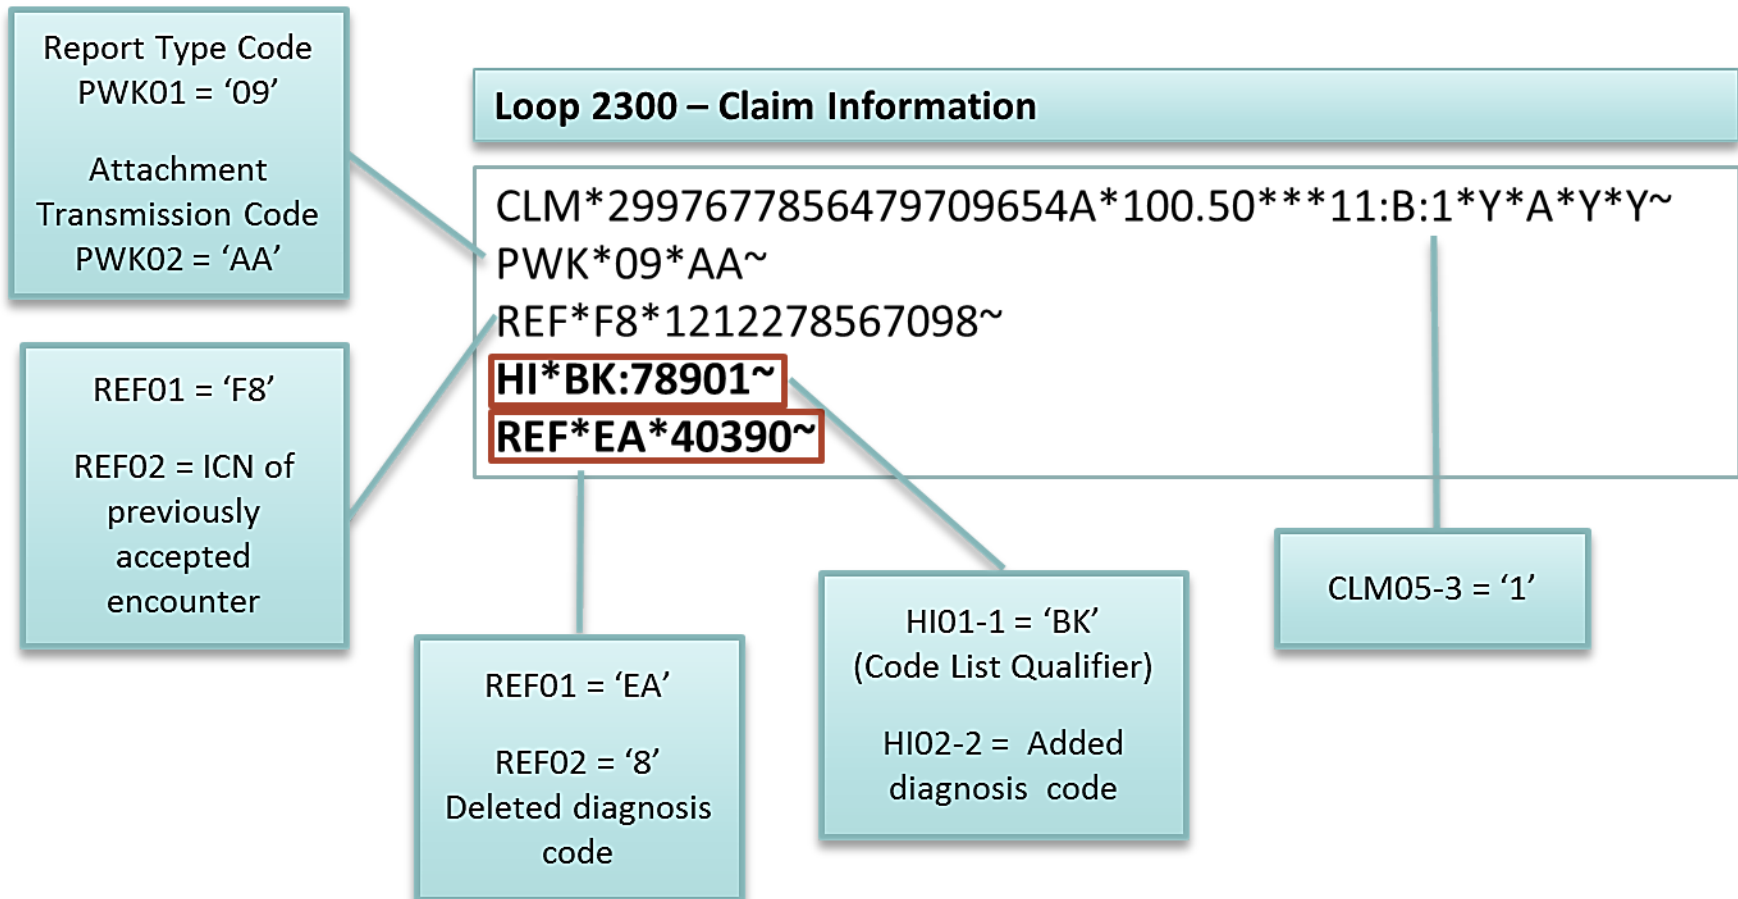 Report Type Code
PWK01 = ‘09’
Attachment
Transmission Code
PWK02 = ‘AA’
Loop 2300 – Claim Information
CLM*2997677856479709654A*100.50***11:B:1*Y*A*Y*Y~
PWK*09*AA~
REF*F8*1212278567098~
HI*BK:78901~
REF*EA*40390~
REF01 = ‘F8’
REF02 = ICN of
previously
accepted
encounter
REF01 = ‘EA’
REF02 = ‘8’
Deleted diagnosis
code
HI01-1 = ‘BK’
(Code List Qualifier)
HI02-2 = Added
diagnosis code
CLM05-3 = ‘1’